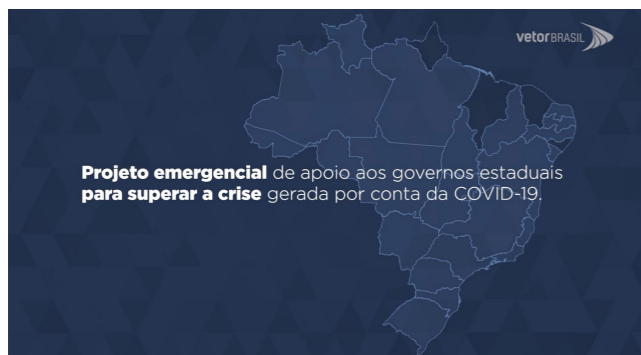 vetorBRASIL
Projeto emergencial de apoio aos governos estaduais
para superar a crise gerada por conta da COVID-19.